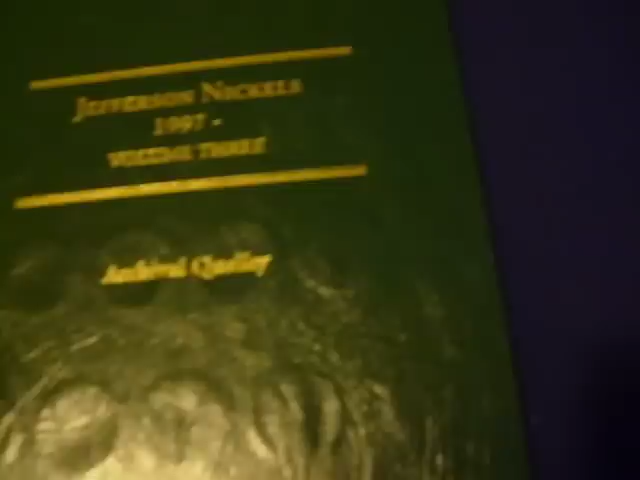 JEFFERSON NICKELS
1997 -
VOLUME THREE
Archival Quality